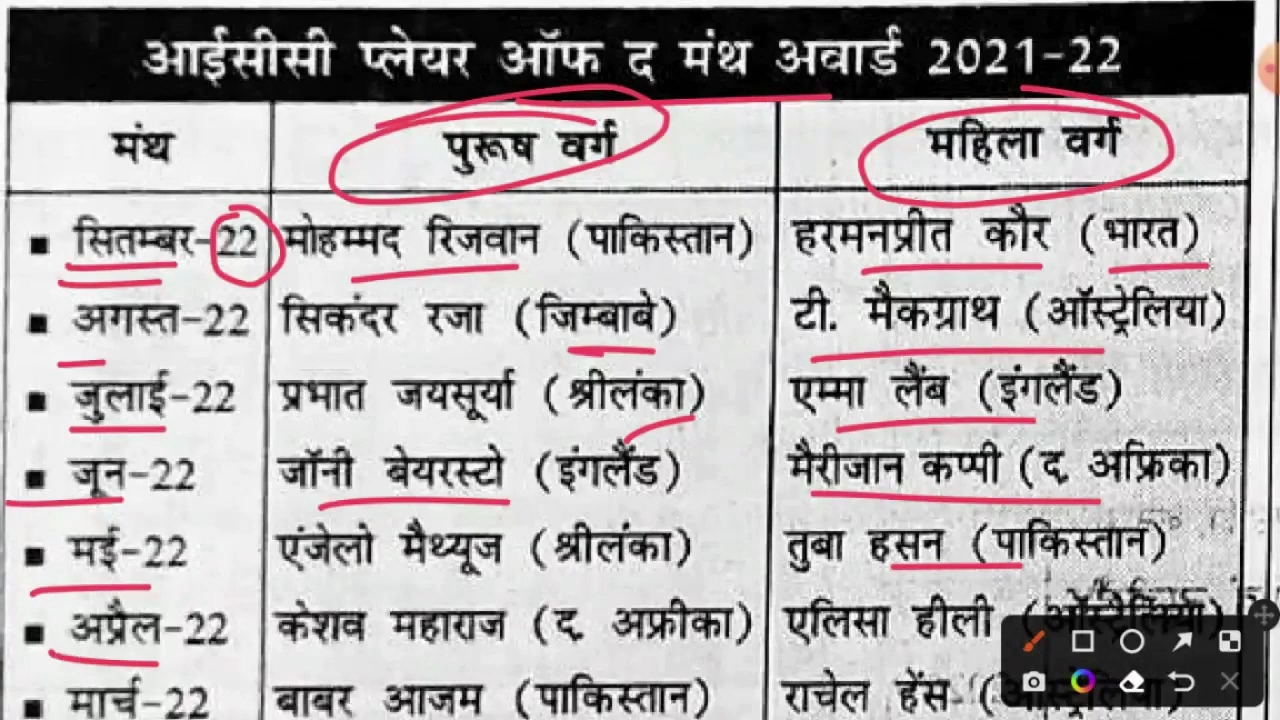 आईसीसी प्लेयर ऑफ द मंथ अवार्ड 2021-22
मंथ पुरूष वर्ग महिला वर्ग
सितम्बर-22 मोहम्मद रिजवान (पाकिस्तान) हरमनप्रीत कौर (भारत)
अगस्त-22 सिकंदर रजा (जिम्बाबे) टी. मैकग्राथ (ऑस्ट्रेलिया)
जुलाई-22 प्रभात जयसूर्या (श्रीलंका) एम्मा लैंब (इंगलैंड)
जून-22 जॉनी बेयरस्टो (इंगलैंड) मैरीजान कप्पी (द. अफ्रिका)
मई-22 एंजेलो मैथ्यूज (श्रीलंका) तुबा हसन (पाकिस्तान)
अप्रैल-22 केशव महाराज (द. अफ्रीका) एलिसा हीली (ऑस्ट्रेलिया)
मार्च-22 बाबर आजम (पाकिस्तान) राचेल हेंस (ऑस्ट्रेलिया)